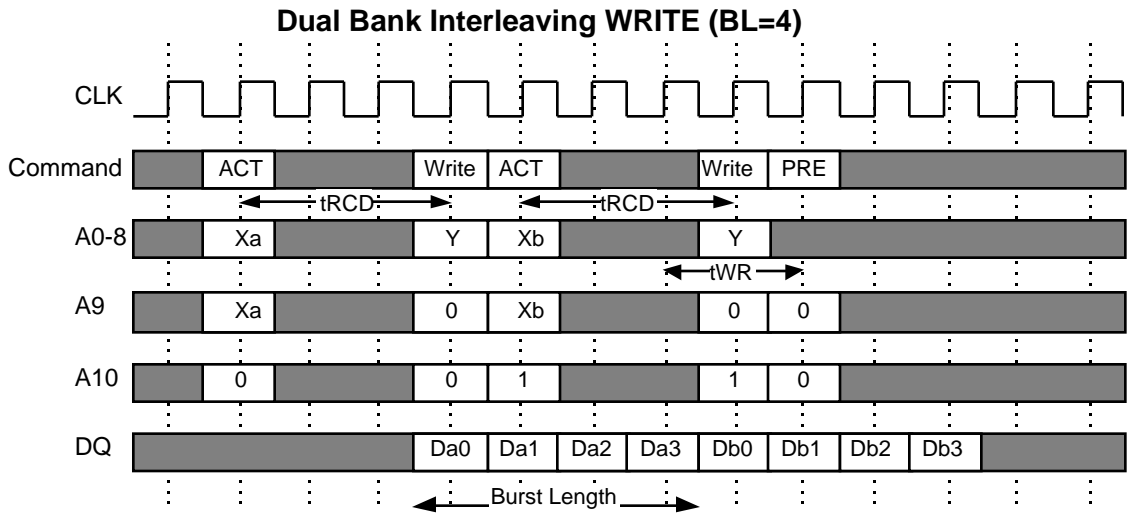 Dual Bank Interleaving WRITE (BL=4)
CLK
Command ACT Write ACT Write PRE
tRCD tRCD
A0-8 Xa Y Xb Y
tWR
A9 Xa 0 Xb 0 0
A10 0 0 1 1 0
DQ Da0 Da1 Da2 Da3 Db0 Db1 Db2 Db3
Burst Length